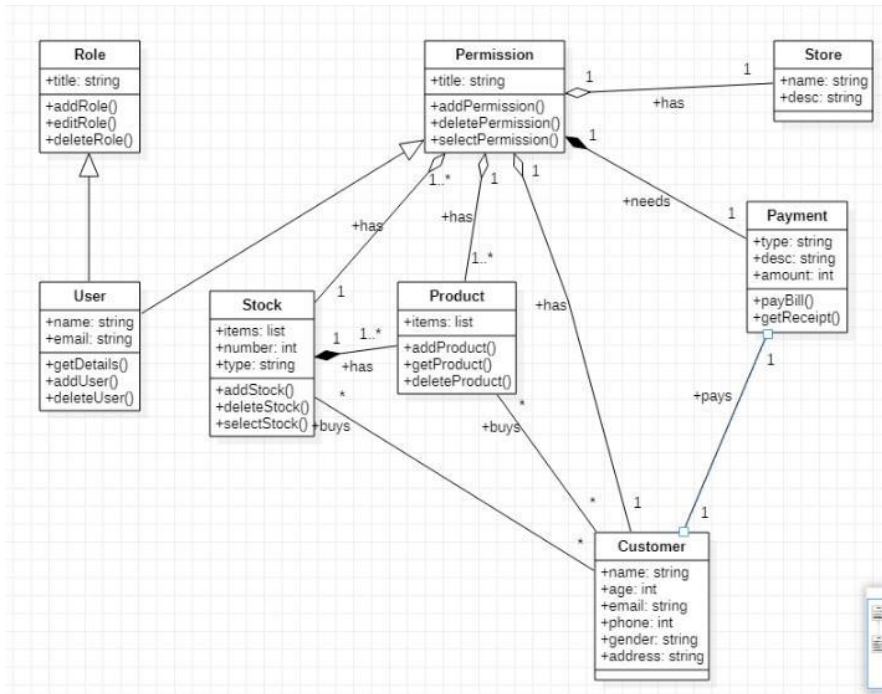 Role
+title: string
+addRole()
+editRole()
+deleteRole()
Permission
+title: string
+addPermission()
+deletePermission()
+selectPermission()
Store
+name: string
+desc: string
1
1
+has
1
+needs
1
Payment
+type: string
+desc: string
+amount: int
+payBill()
+getReceipt()
1..*
+has
1
1
+has
1..*
1
+has
1
User
+name: string
+email: string
+getDetails()
+addUser()
+deleteUser()
Stock
+items: list
+number: int
+type: string
+addStock()
+deleteStock()
+selectStock()
1
1..*
+has
Product
+items: list
+addProduct()
+getProduct()
+deleteProduct()
*
+buys
*
*
+buys
*
1
+pays
1
Customer
+name: string
+age: int
+email: string
+phone: int
+gender: string
+address: string